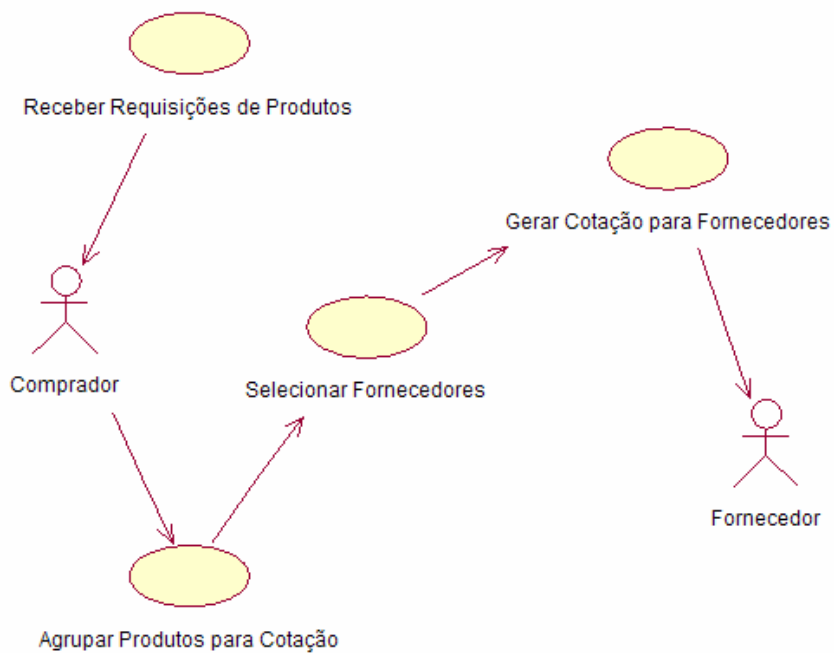 Receber Requisições de Produtos
Gerar Cotação para Fornecedores
Comprador
Selecionar Fornecedores
Fornecedor
Agrupar Produtos para Cotação